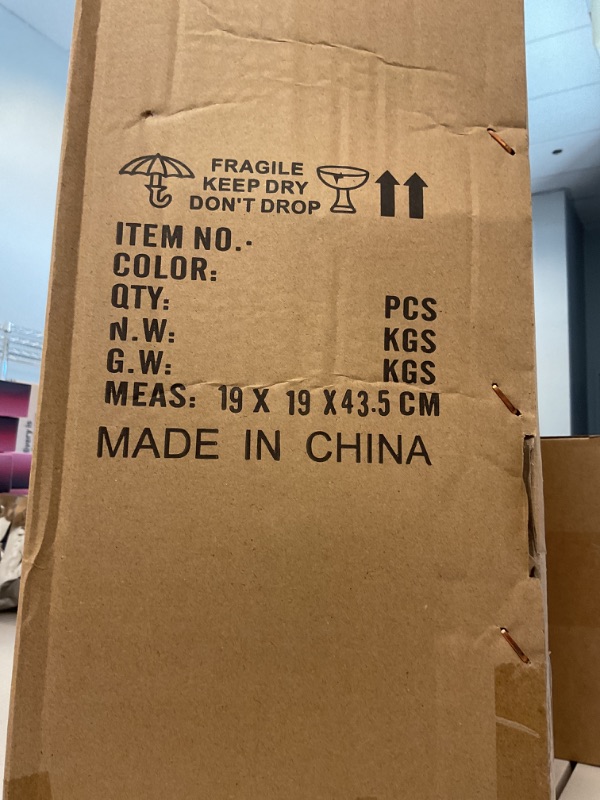 FRAGILE
KEEP DRY
DON'T DROP
ITEM NO.·
COLOR:
QTY: PCS
N.W: KGS
G.W: KGS
MEAS: 19 X 19 X43.5 CM
MADE IN CHINA